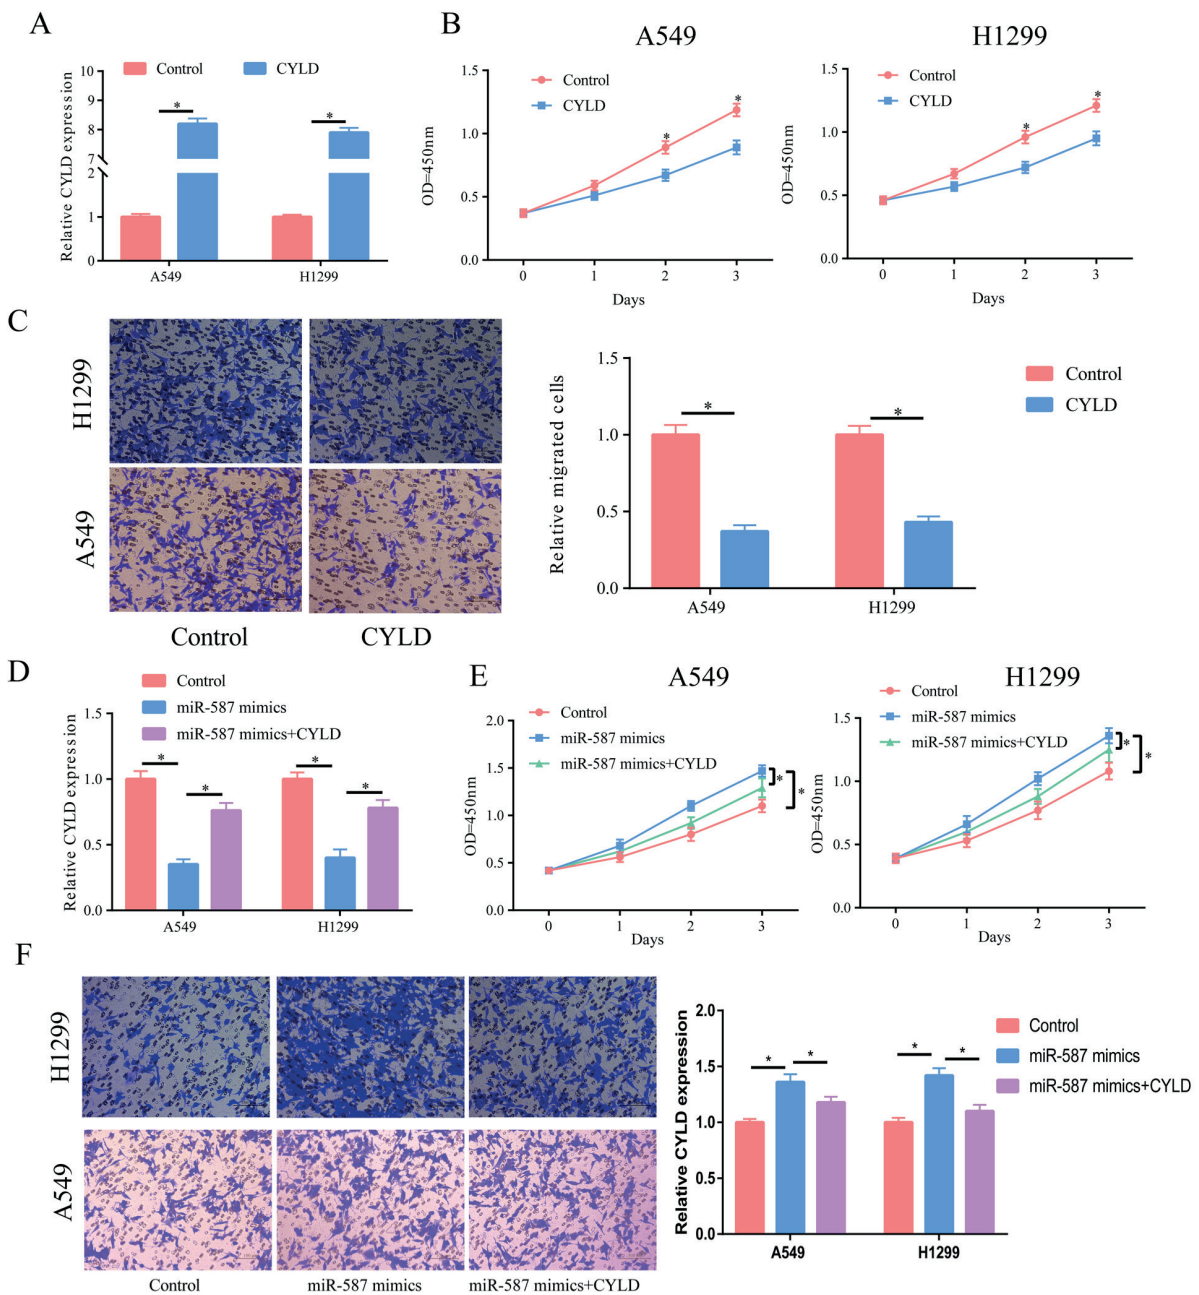 A
Control
CYLD
Relative CYLD expression
10
8
7
2
1
0
*
*
A549
H1299
B
A549
Control
CYLD
OD=450nm
1.5
1.0
0.5
0.0
*
*
0 1 2 3
Days
H1299
Control
CYLD
OD=450nm
1.5
1.0
0.5
0.0
*
*
0 1 2 3
Days
C
H1299
A549
Control
CYLD
Relative migrated cells
1.5
1.0
0.5
0.0
*
*
A549
H1299
Control
CYLD
D
Control
miR-587 mimics
miR-587 mimics+CYLD
Relative CYLD expression
1.5
1.0
0.5
0.0
*
*
*
*
A549
H1299
E
A549
Control
miR-587 mimics
miR-587 mimics+CYLD
OD=450nm
2.0
1.5
1.0
0.5
0.0
*
*
0 1 2 3
Days
H1299
Control
miR-587 mimics
miR-587 mimics+CYLD
OD=450nm
1.5
1.0
0.5
0.0
*
*
0 1 2 3
Days
F
H1299
A549
Control
miR-587 mimics
miR-587 mimics+CYLD
Relative CYLD expression
2.0
1.5
1.0
0.5
0.0
*
*
*
*
A549
H1299
Control
miR-587 mimics
miR-587 mimics+CYLD